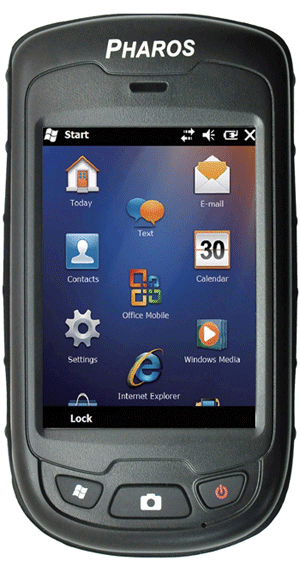 PHAROS
Start
Today
E-mail
Text
Contacts
30
Calendar
Office Mobile
Settings
Windows Media
Internet Explorer
Lock